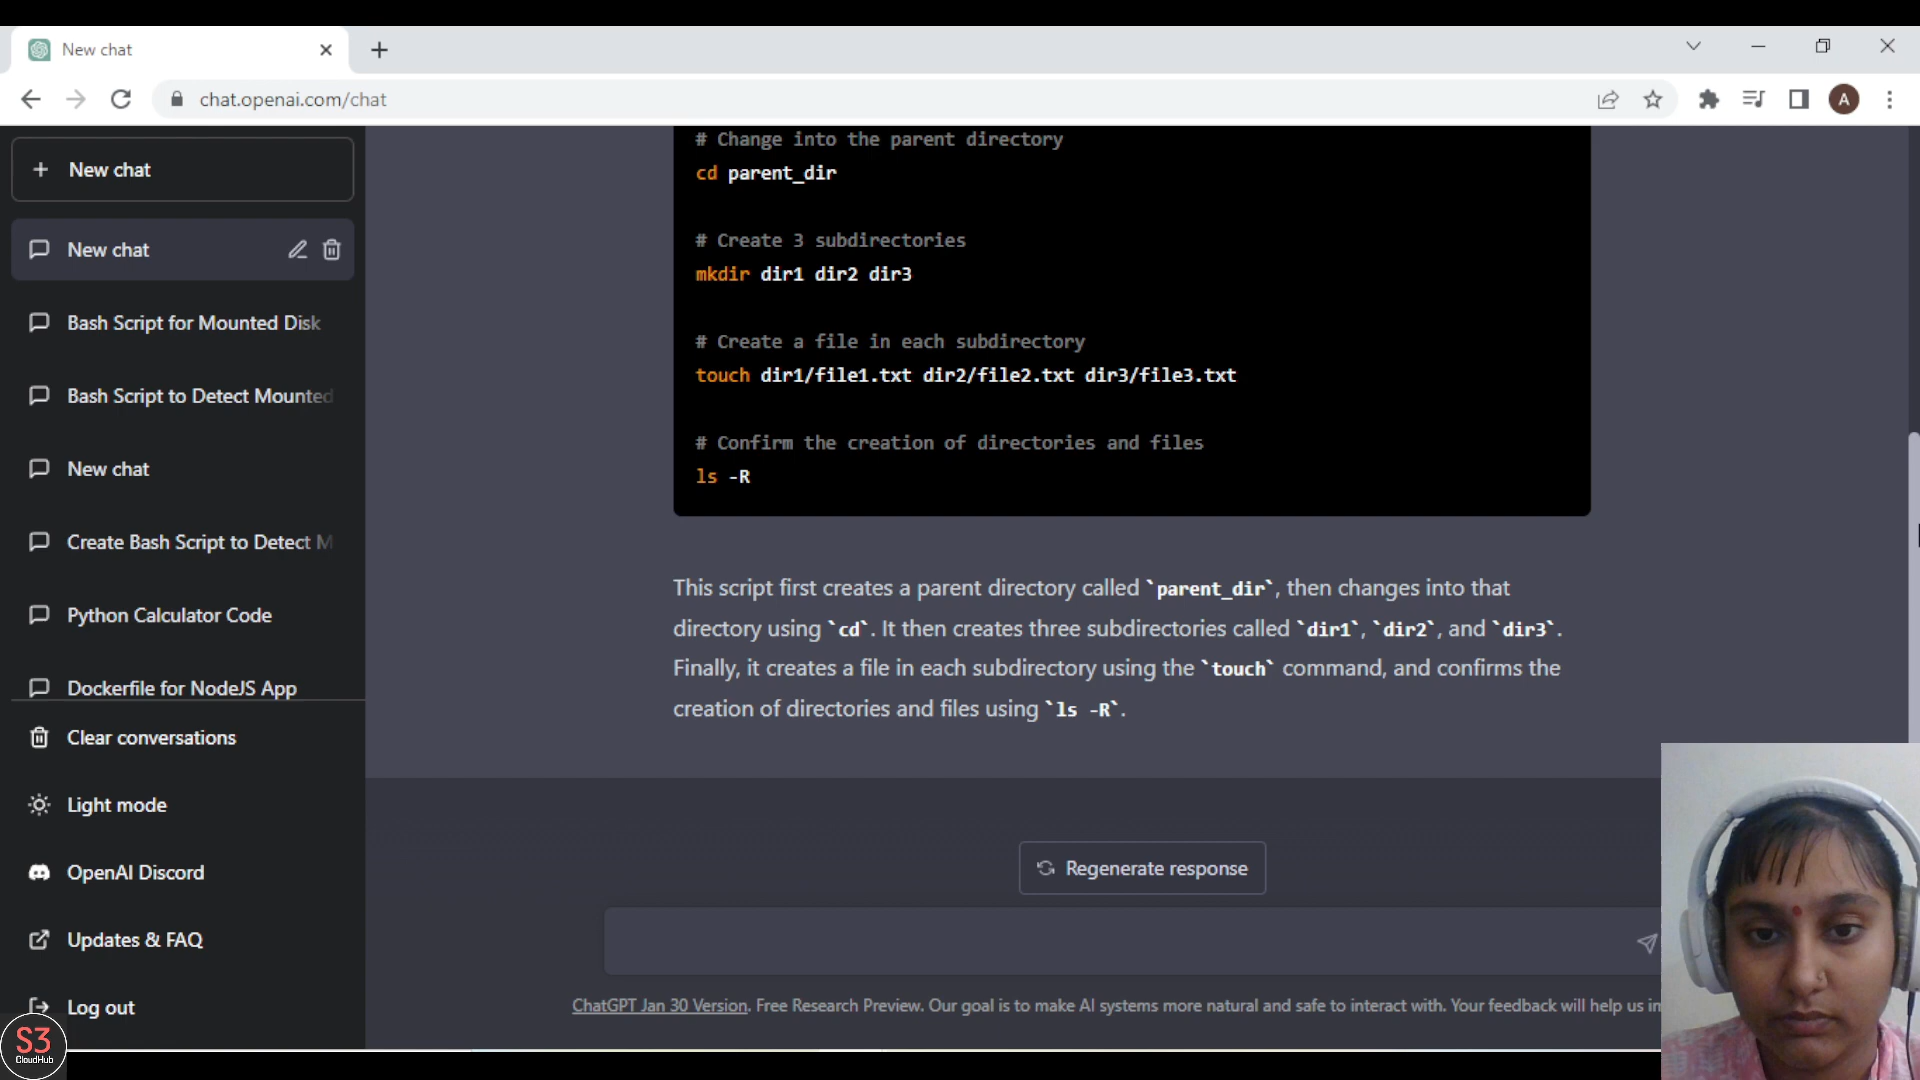 New chat
chat.openai.com/chat
A
New chat
New chat
Bash Script for Mounted Disk
Bash Script to Detect Mounted
New chat
Create Bash Script to Detect M
Python Calculator Code
Dockerfile for NodeJS App
Clear conversations
Light mode
OpenAI Discord
Updates & FAQ
Log out
S3
CloudHub
# Change into the parent directory
cd parent_dir
# Create 3 subdirectories
mkdir dir1 dir2 dir3
# Create a file in each subdirectory
touch dir1/file1.txt dir2/file2.txt dir3/file3.txt
# Confirm the creation of directories and files
ls -R
This script first creates a parent directory called `parent_dir`, then changes into that
directory using `cd`. It then creates three subdirectories called `dir1`, `dir2`, and `dir3`.
Finally, it creates a file in each subdirectory using the `touch` command, and confirms the
creation of directories and files using `ls -R`.
Regenerate response
ChatGPT Jan 30 Version. Free Research Preview. Our goal is to make AI systems more natural and safe to interact with. Your feedback will help us i